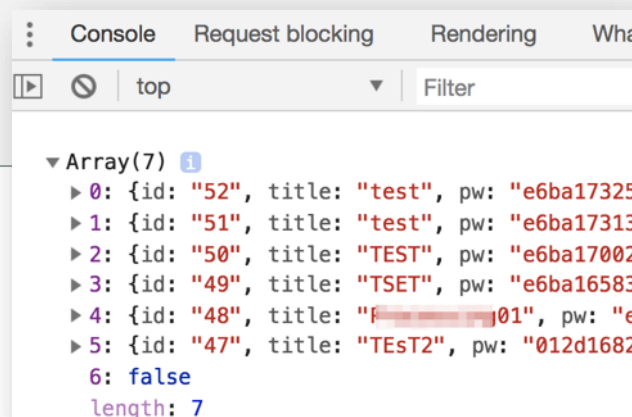 Console Request blocking Rendering Wha
top Filter
Array(7) i
0: {id: "52", title: "test", pw: "e6ba17325
1: {id: "51", title: "test", pw: "e6ba17313
2: {id: "50", title: "TEST", pw: "e6ba17002
3: {id: "49", title: "TSET", pw: "e6ba16583
4: {id: "48", title: " 01", pw: "e
5: {id: "47", title: "TEsT2", pw: "012d1682
6: false
length: 7